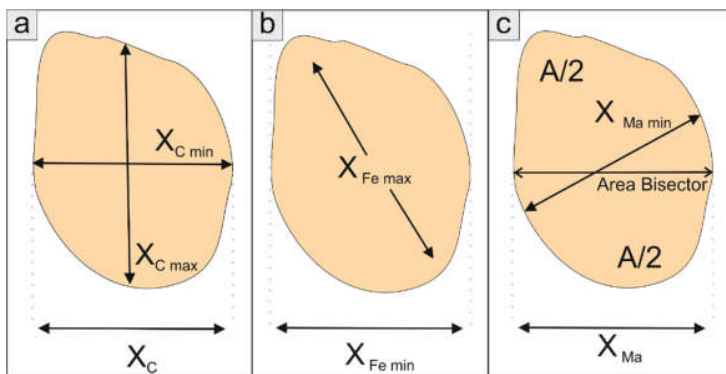 a
X C min
X C max
X C
b
X Fe max
X Fe min
c
A/2
X Ma min
Area Bisector
A/2
X Ma